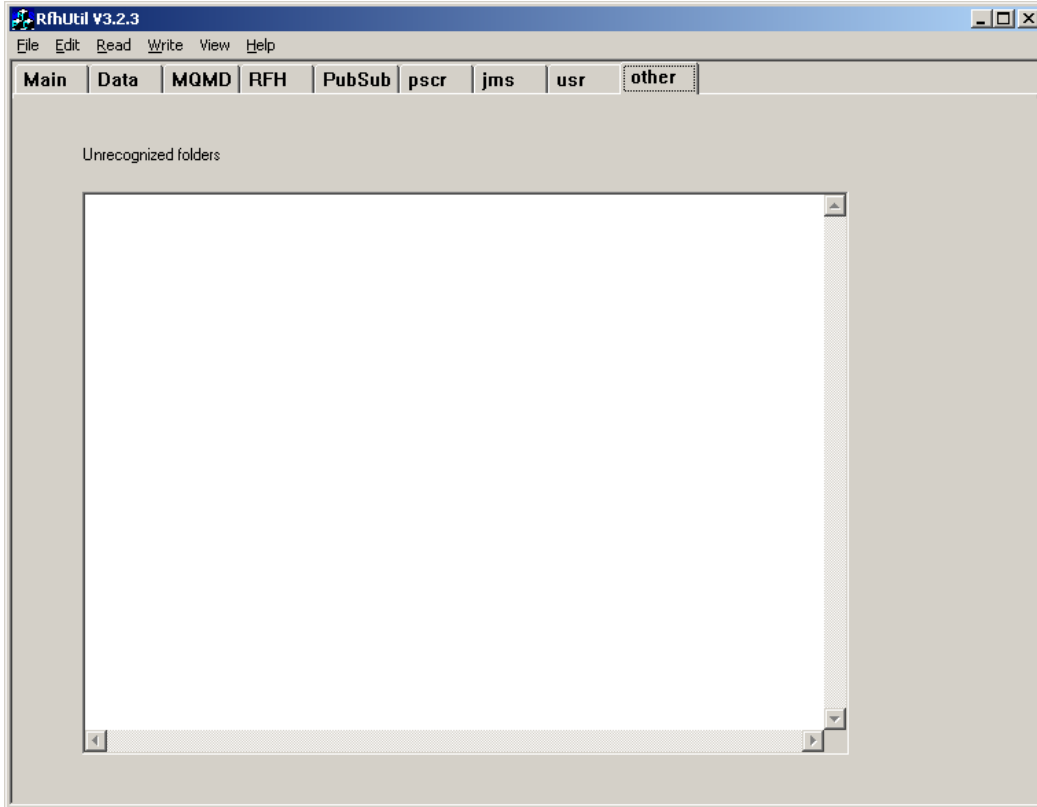 RfhUtil V3.2.3
File Edit Read Write View Help
Main Data MQMD RFH PubSub pscr jms usr other
Unrecognized folders